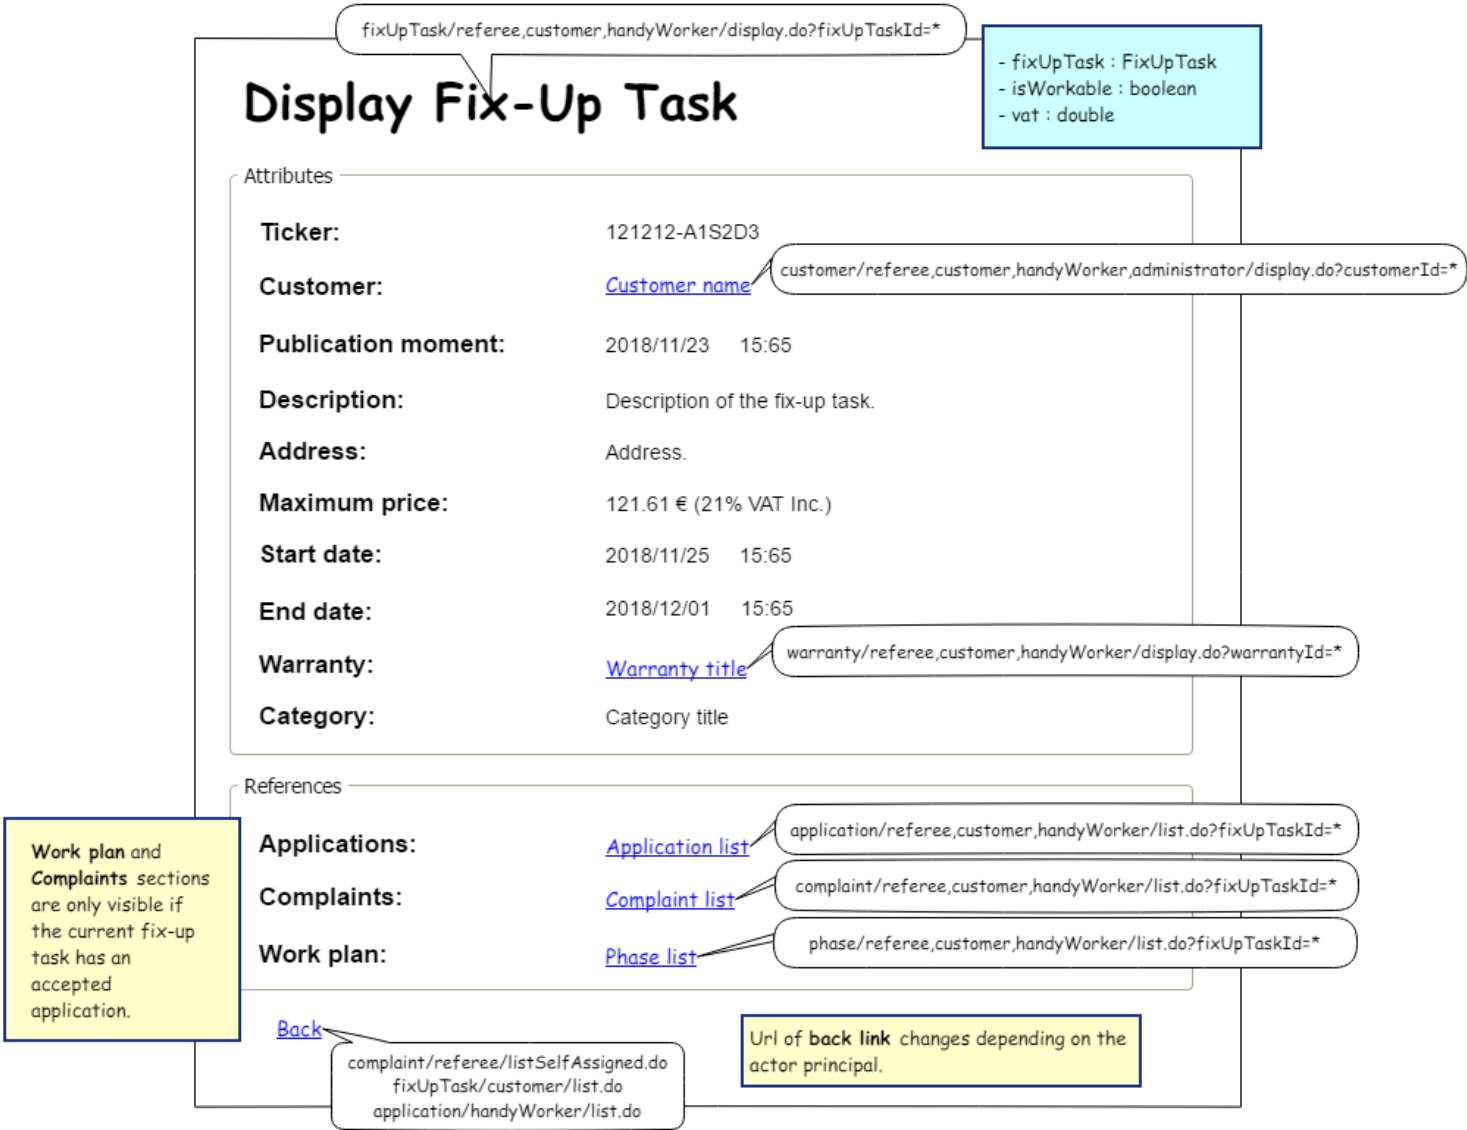 fixUpTask/referee,customer,handyWorker/display.do?fixUpTaskId=*
- fixUpTask : FixUpTask
- isWorkable : boolean
- vat : double
Display Fix-Up Task
Attributes
Ticker: 121212-A1S2D3
customer/referee,customer,handyWorker,administrator/display.do?customerId=*
Customer: Customer name
Publication moment: 2018/11/23 15:65
Description: Description of the fix-up task.
Address: Address.
Maximum price: 121.61 € (21% VAT Inc.)
Start date: 2018/11/25 15:65
End date: 2018/12/01 15:65
warranty/referee,customer,handyWorker/display.do?warrantyId=*
Warranty: Warranty title
Category: Category title
References
Applications: Application list
application/referee,customer,handyWorker/list.do?fixUpTaskId=*
Complaints: Complaint list
complaint/referee,customer,handyWorker/list.do?fixUpTaskId=*
Work plan: Phase list
phase/referee,customer,handyWorker/list.do?fixUpTaskId=*
Work plan and
Complaints sections
are only visible if
the current fix-up
task has an
accepted
application.
Back
complaint/referee/listSelfAssigned.do
fixUpTask/customer/list.do
application/handyWorker/list.do
Url of back link changes depending on the
actor principal.